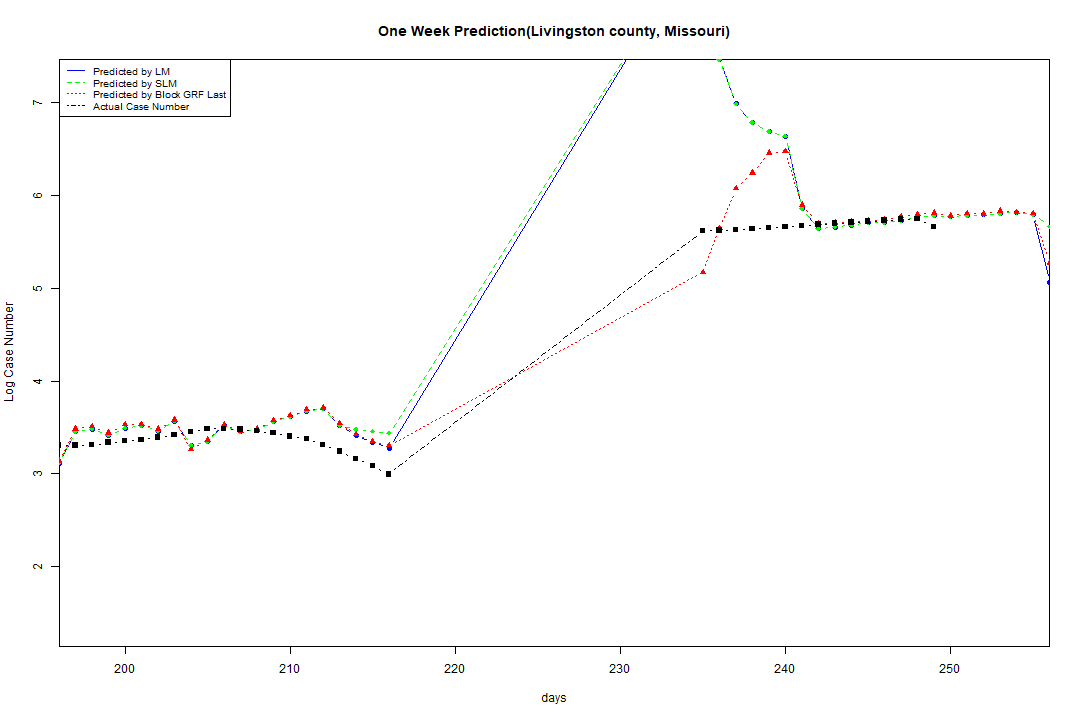 One Week Prediction(Livingston county, Missouri)
Predicted by LM
Predicted by SLM
Predicted by Block GRF Last
Actual Case Number
7
6
5
4
3
2
Log Case Number
200 210 220 230 240 250
days